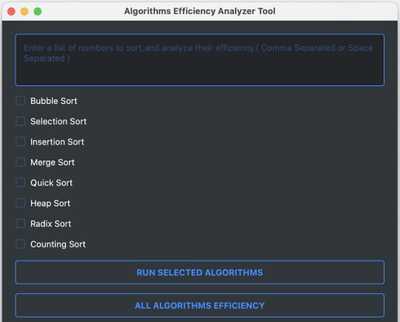 Algorithms Efficiency Analyzer Tool
Enter a list of numbers to sort,and analyze their efficiency ( Comma Separated or Space
Separated )
Bubble Sort
Selection Sort
Insertion Sort
Merge Sort
Quick Sort
Heap Sort
Radix Sort
Counting Sort
RUN SELECTED ALGORITHMS
ALL ALGORITHMS EFFICIENCY